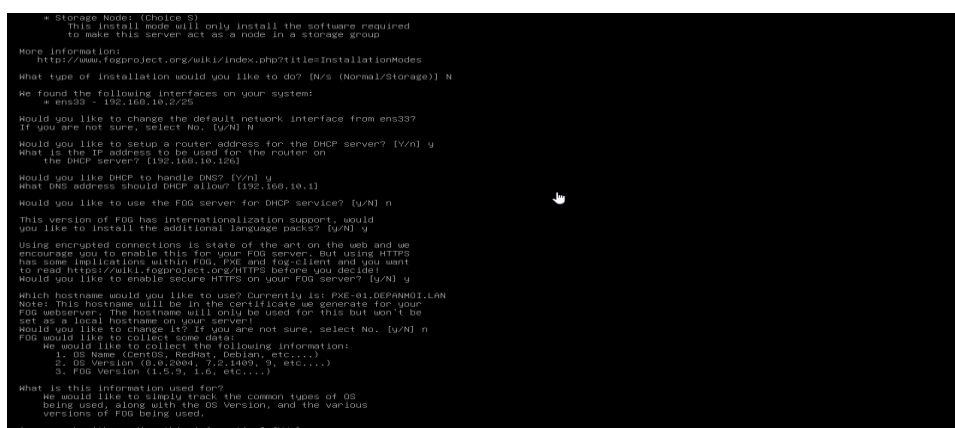 * Storage Node: (Choice S)
This install mode will only install the software required
to make this server act as a node in a storage group
More information:
http://www.fogproject.org/wiki/index.php?title=InstallationModes
What type of installation would you like to do? [N/s (Normal/Storage)] N
We found the following interfaces on your system:
* ens33 - 192.168.10.2/25
Would you like to change the default network interface from ens33?
If you are not sure, select No. [y/N] N
Would you like to setup a router address for the DHCP server? [Y/n] y
What is the IP address to be used for the router on
the DHCP server? [192.168.10.126]
Would you like DHCP to handle DNS? [Y/n] y
What DNS address should DHCP allow? [192.168.10.1]
Would you like to use the FOG server for DHCP service? [y/N] n
This version of FOG has internationalization support, would
you like to install the additional language packs? [y/N] y
Using encrypted connections is state of the art on the web and we
encourage you to enable this for your FOG server. But using HTTPS
has some implications within FOG, PXE and fog-client and you want
to read https://wiki.fogproject.org/HTTPS before you decide!
Would you like to enable secure HTTPS on your FOG server? [y/N] y
Which hostname would you like to use? Currently is: PXE-01.DEPANMOI.LAN
Note: This hostname will be in the certificate we generate for your
FOG webserver. The hostname will only be used for this but won't be
set as a local hostname on your server!
Would you like to change it? If you are not sure, select No. [y/N] n
FOG would like to collect some data:
We would like to collect the following information:
1. OS Name (CentOS, RedHat, Debian, etc....)
2. OS Version (8.0.2004, 7.2.1409, 9, etc....)
3. FOG Version (1.5.9, 1.6, etc....)
What is this information used for?
We would like to simply track the common types of OS
being used, along with the OS Version, and the various
versions of FOG being used.